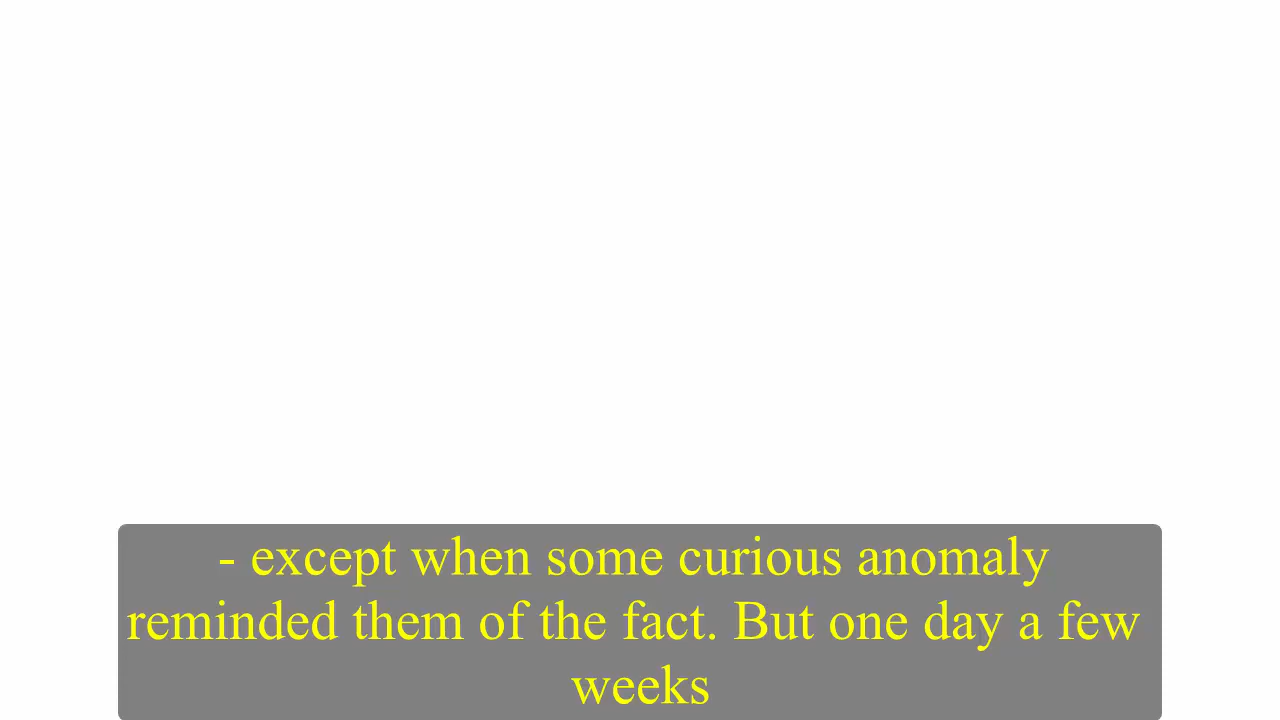 - except when some curious anomaly
reminded them of the fact. But one day a few
weeks